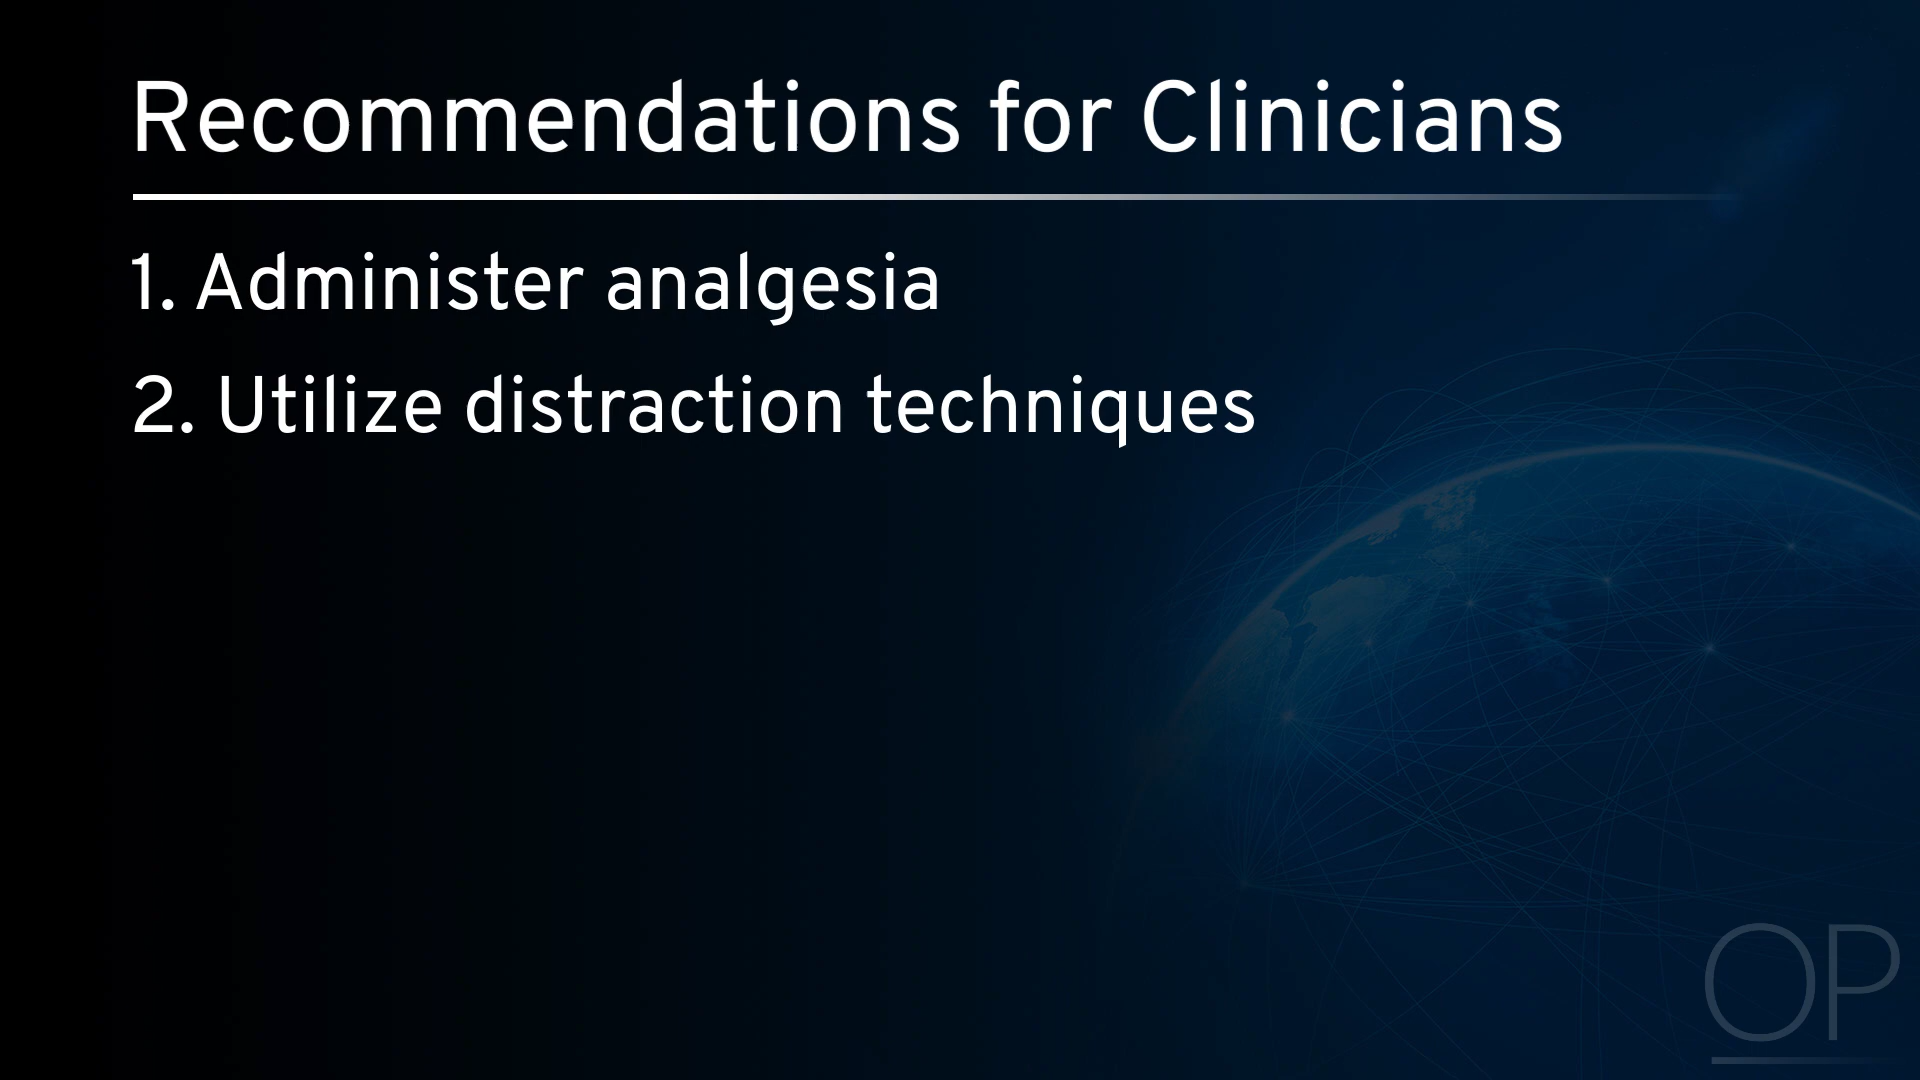 Recommendations for Clinicians
1. Administer analgesia
2. Utilize distraction techniques
OP